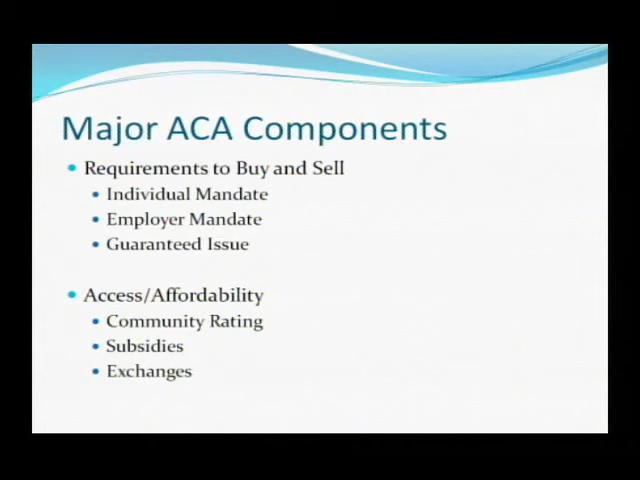 Major ACA Components
Requirements to Buy and Sell
Individual Mandate
Employer Mandate
Guaranteed Issue
Access/Affordability
Community Rating
Subsidies
Exchanges